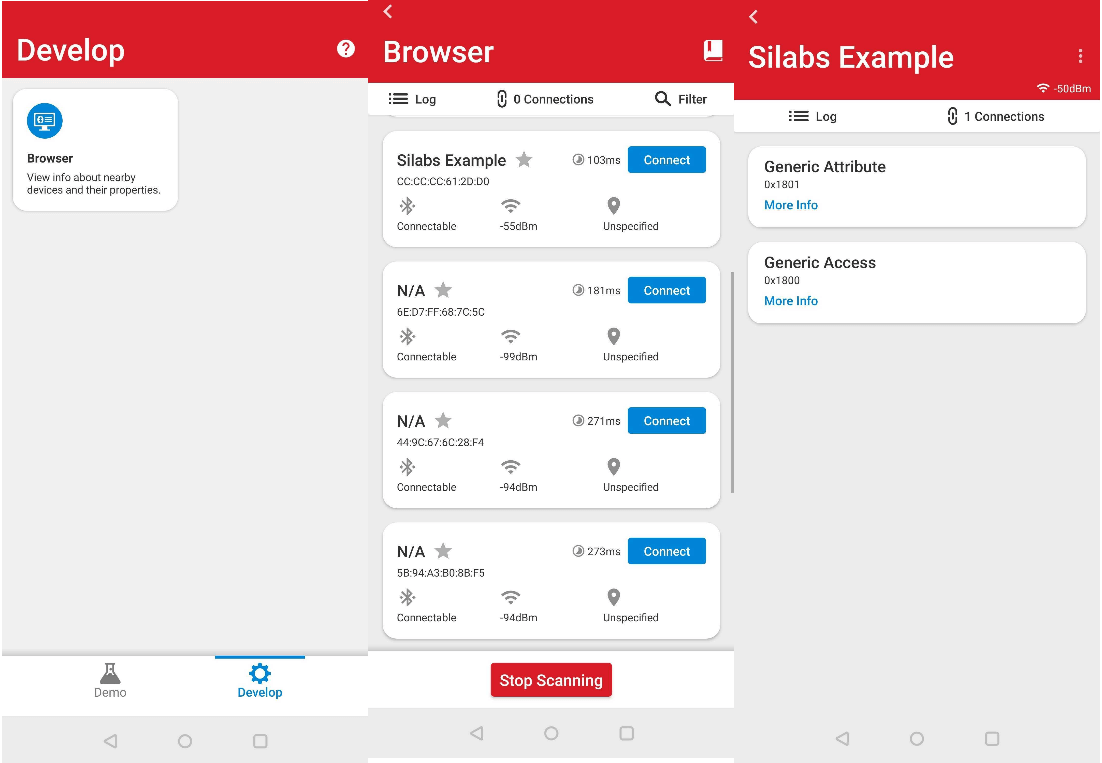 Develop
?
Browser
View info about nearby
devices and their properties.
Demo
Develop
Browser
Log
0 Connections
Filter
Silabs Example
103ms
Connect
CC:CC:CC:61:2D:D0
Connectable
-55dBm
Unspecified
N/A
181ms
Connect
6E:D7:FF:68:7C:5C
Connectable
-99dBm
Unspecified
N/A
271ms
Connect
44:9C:67:6C:28:F4
Connectable
-94dBm
Unspecified
N/A
273ms
Connect
5B:94:A3:B0:8B:F5
Connectable
-94dBm
Unspecified
Stop Scanning
Silabs Example
-50dBm
Log
1 Connections
Generic Attribute
0x1801
More Info
Generic Access
0x1800
More Info